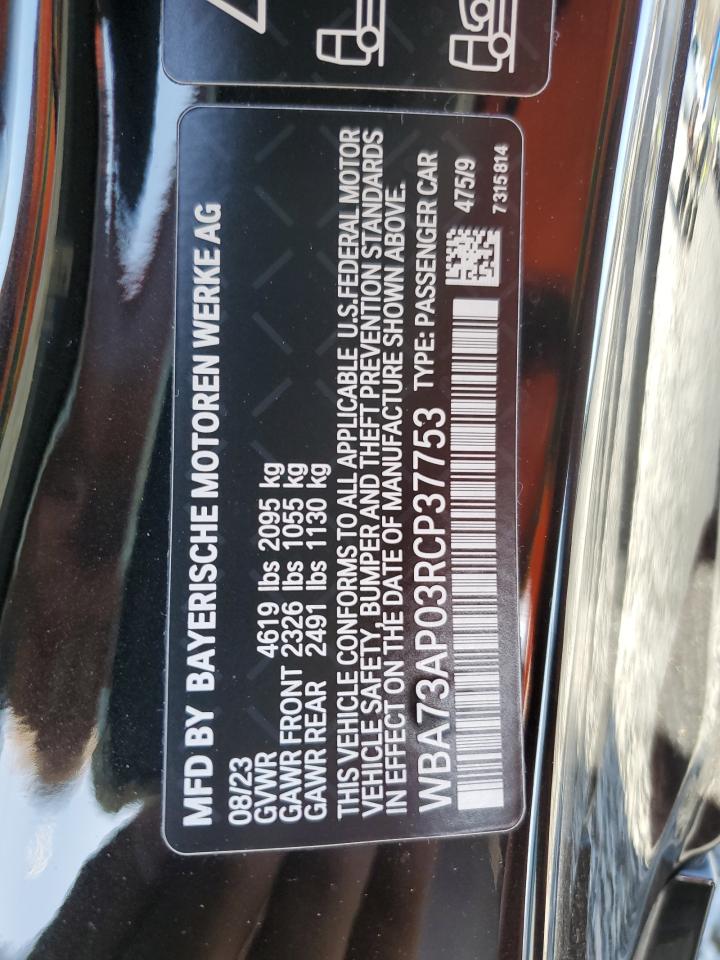 MFD BY BAYERISCHE MOTOREN WERKE AG
08/23
GVWR 4619 lbs 2095 kg
GAWR FRONT 2326 lbs 1055 kg
GAWR REAR 2491 lbs 1130 kg
THIS VEHICLE CONFORMS TO ALL APPLICABLE U.S.FEDERAL MOTOR
VEHICLE SAFETY, BUMPER AND THEFT PREVENTION STANDARDS
IN EFFECT ON THE DATE OF MANUFACTURE SHOWN ABOVE.
WBA73AP03RCP37753 TYPE: PASSENGER CAR
475/9
7315814